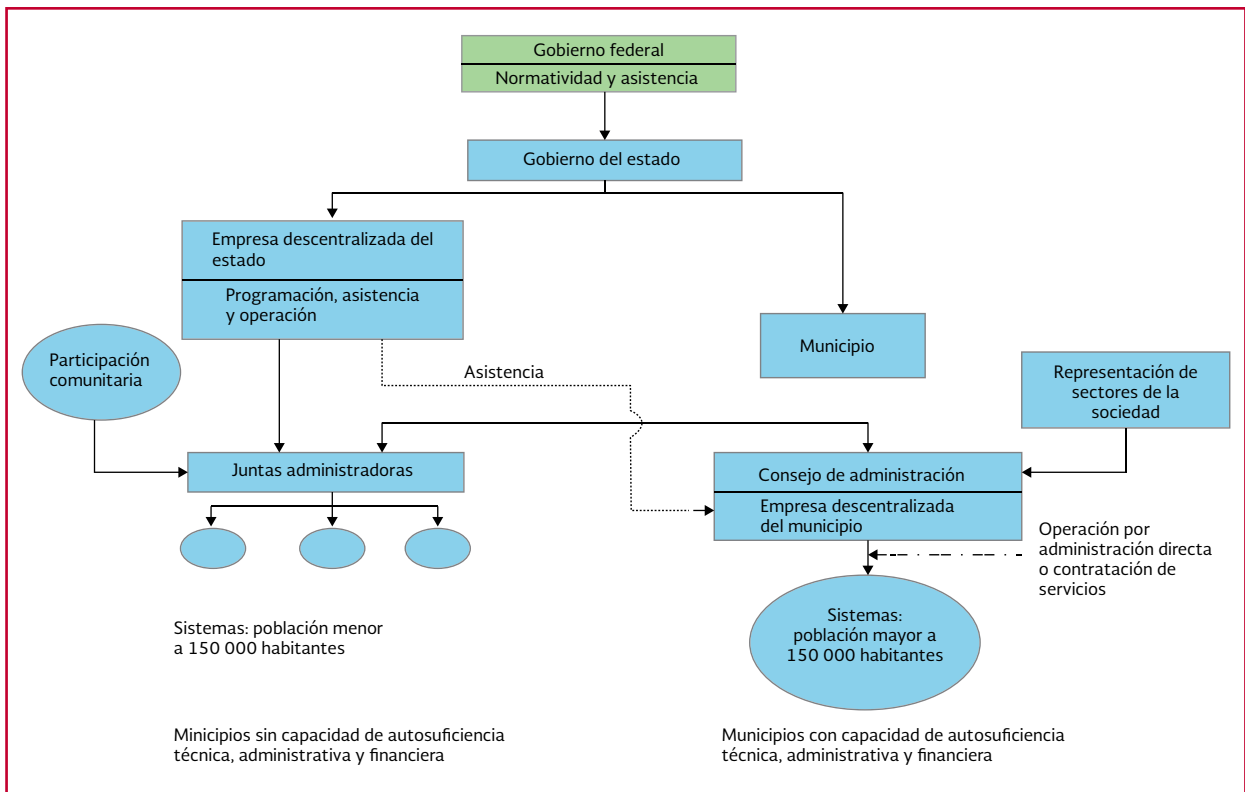 Gobierno federal
Normatividad y asistencia
Gobierno del estado
Empresa descentralizada del
estado
Programación, asistencia
y operación
Municipio
Participación
comunitaria
Asistencia
Representación de
sectores de la
sociedad
Juntas administradoras
Consejo de administración
Empresa descentralizada
del municipio
Operación por
administración directa
o contratación de
servicios
Sistemas: población menor
a 150 000 habitantes
Sistemas:
población mayor a
150 000 habitantes
Minicipios sin capacidad de autosuficiencia
técnica, administrativa y financiera
Municipios con capacidad de autosuficiencia
técnica, administrativa y financiera